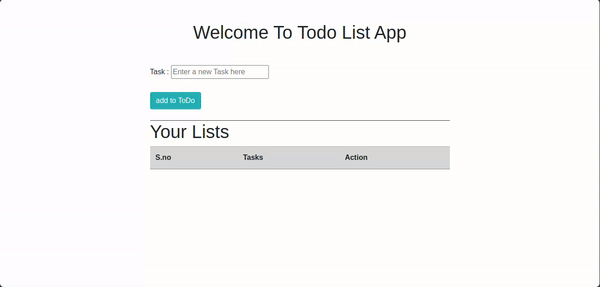 Welcome To Todo List App
Task : Enter a new Task here
add to ToDo
Your Lists
S.no Tasks Action